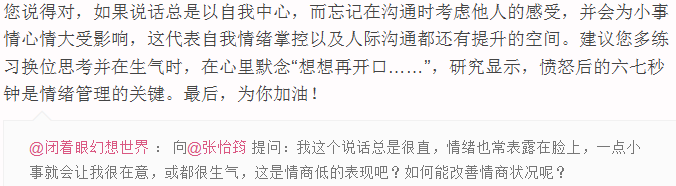 您说得对，如果说话总是以自我中心，而忘记在沟通时考虑他人的感受，并会为小事
情心情大受影响，这代表自我情绪掌控以及人际沟通都还有提升的空间。建议您多练
习换位思考并在生气时，在心里默念“想想再开口……”，研究显示，愤怒后的六七秒
钟是情绪管理的关键。最后，为你加油！
@闭着眼幻想世界 ： 向@张怡筠 提问：我这个说话总是很直，情绪也常表露在脸上，一点小
事就会让我很在意，或都很生气，这是情商低的表现吧？如何能改善情商状况呢？